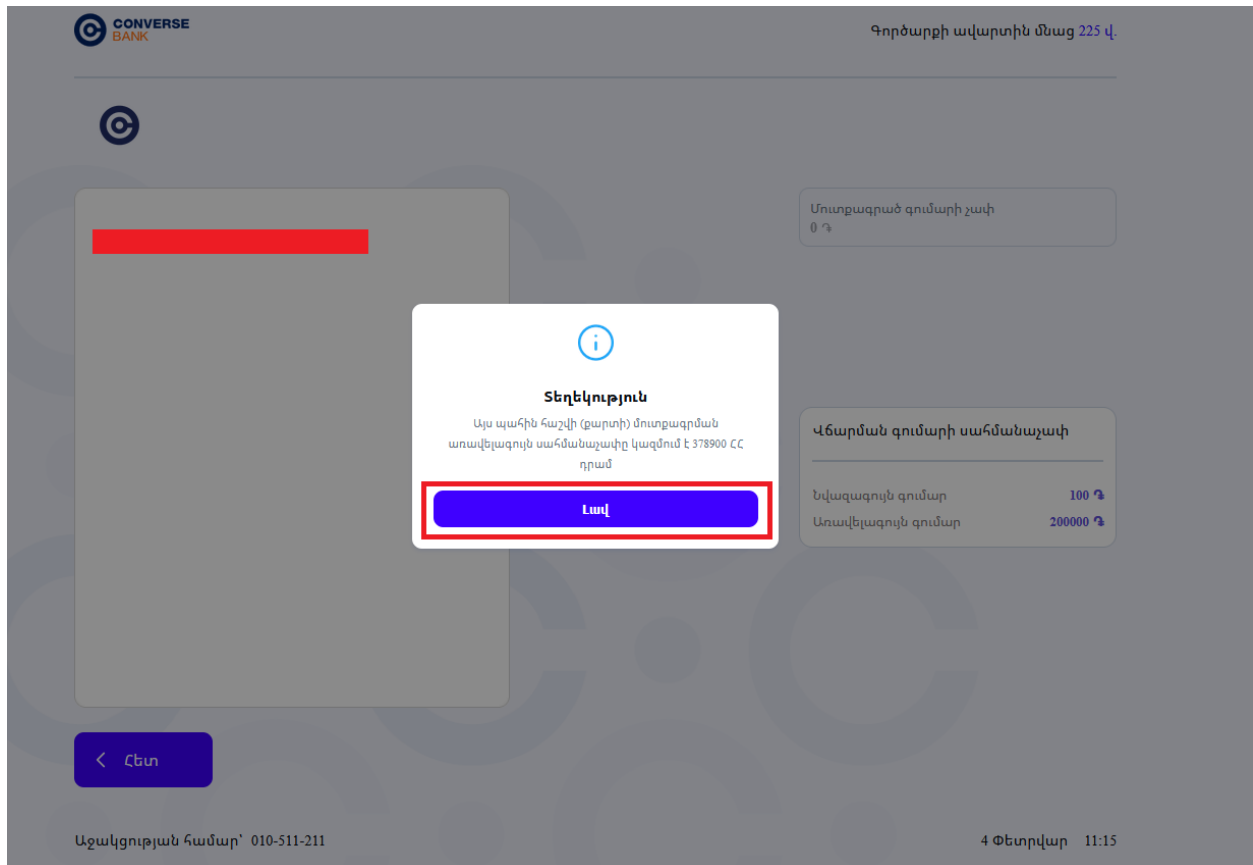 CONVERSE
BANK
Գործարքի ավարտին մնաց 225 վ.
Մուտքագրած գումարի չափ
0 ֏
Տեղեկություն
Այս պահին հաշվի (քարտի) մուտքագրման
առավելագույն սահմանաչափը կազմում է 378900 ՀՀ
դրամ
Լավ
Վճարման գումարի սահմանաչափ
Նվազագույն գումար 100 ֏
Առավելագույն գումար 200000 ֏
Հետ
Աջակցության համար՝ 010-511-211
4 Փետրվար 11:15